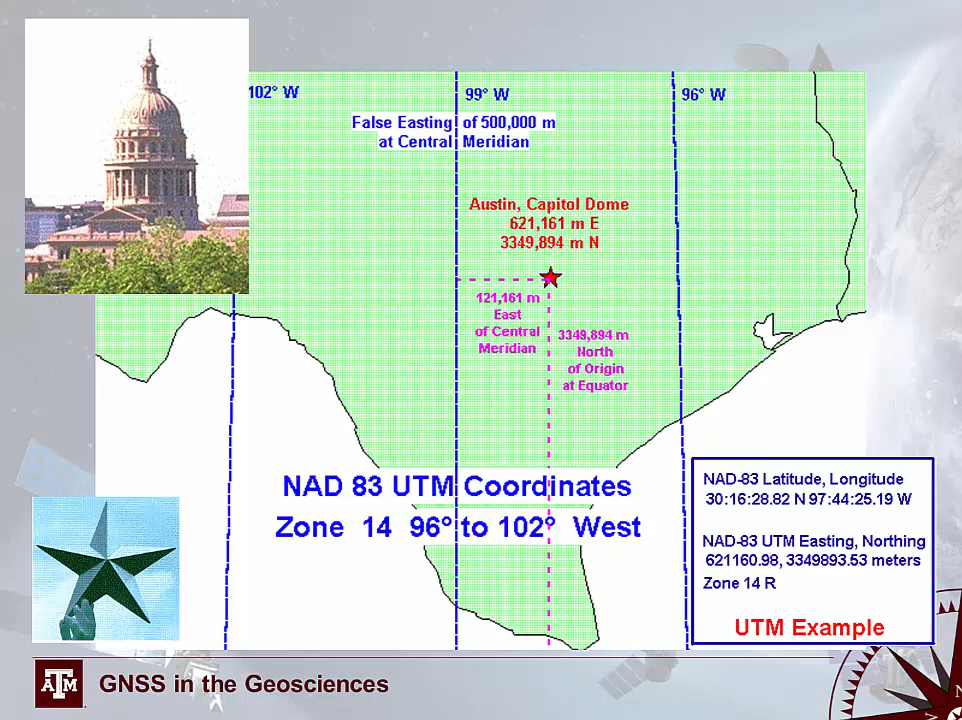 102° W
99° W
96° W
False Easting of 500,000 m
at Central Meridian
Austin, Capitol Dome
621,161 m E
3349,894 m N
121,161 m
East
of Central
Meridian
3349,894 m
North
of Origin
at Equator
NAD 83 UTM Coordinates
Zone 14 96° to 102° West
NAD-83 Latitude, Longitude
30:16:28.82 N 97:44:25.19 W
NAD-83 UTM Easting, Northing
621160.98, 3349893.53 meters
Zone 14 R
UTM Example
ATM
GNSS in the Geosciences
N